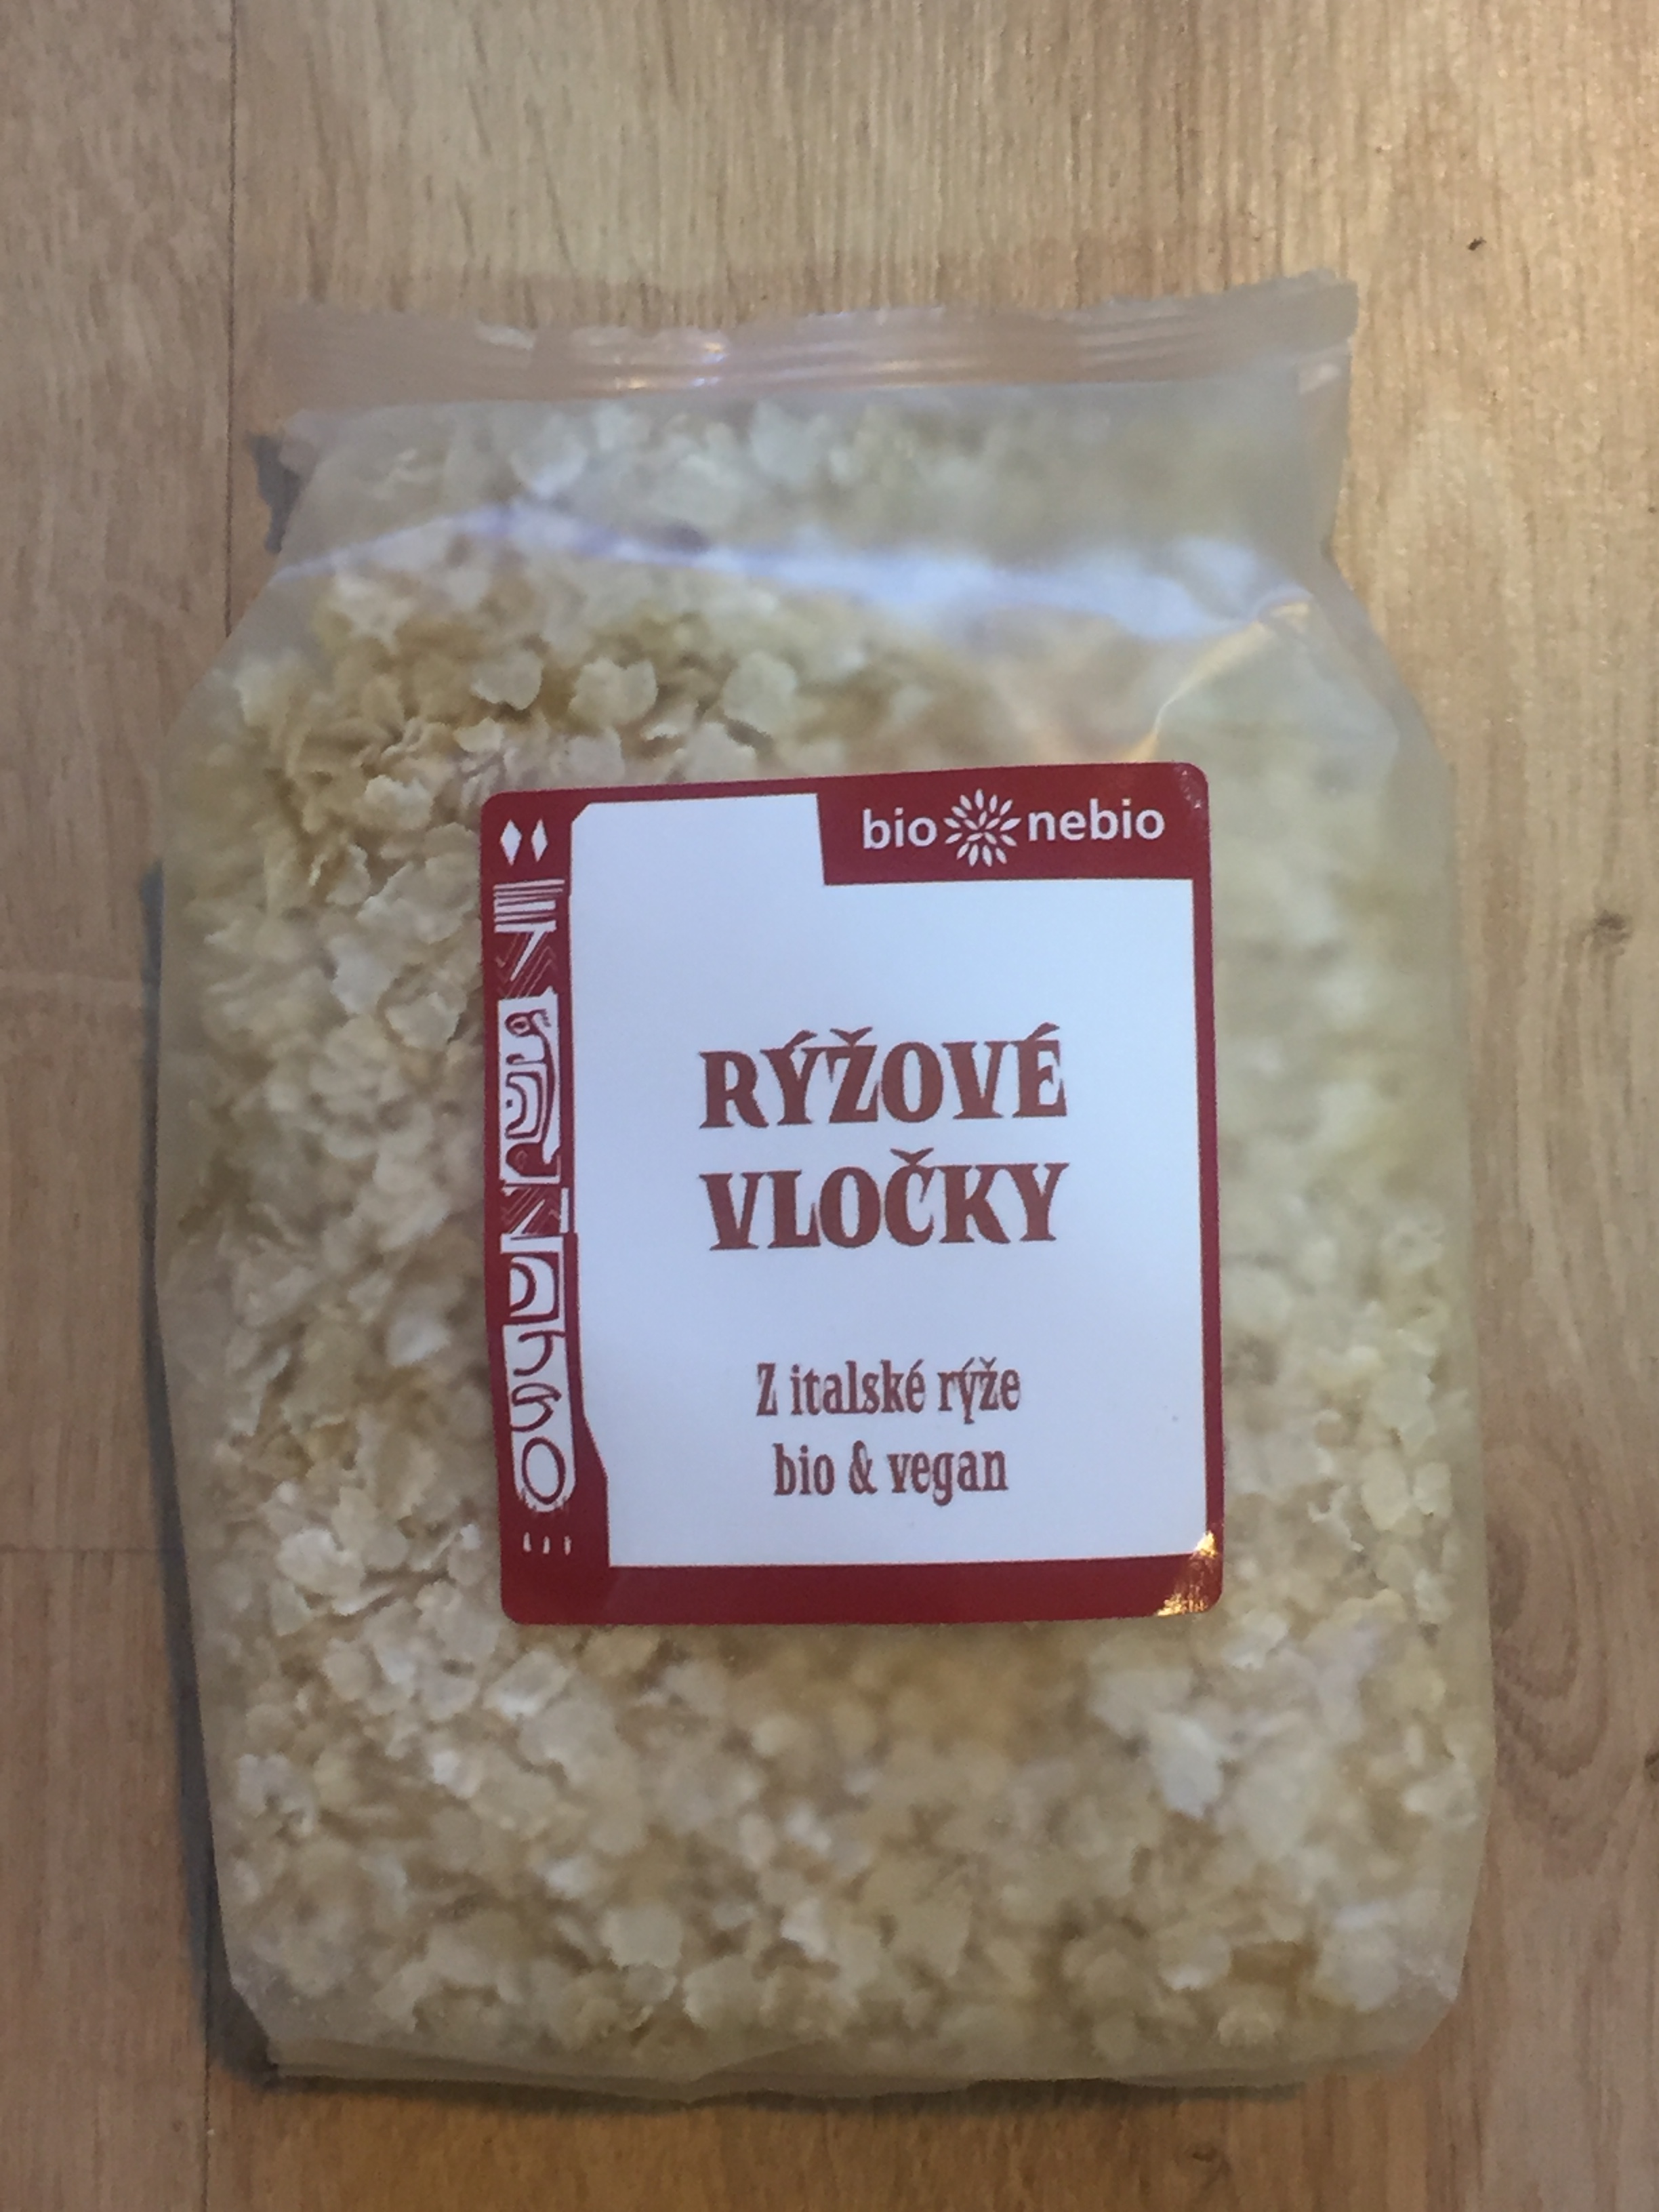 bio nebio
RÝŽOVÉ
VLOČKY
Z italské rýže
bio & vegan